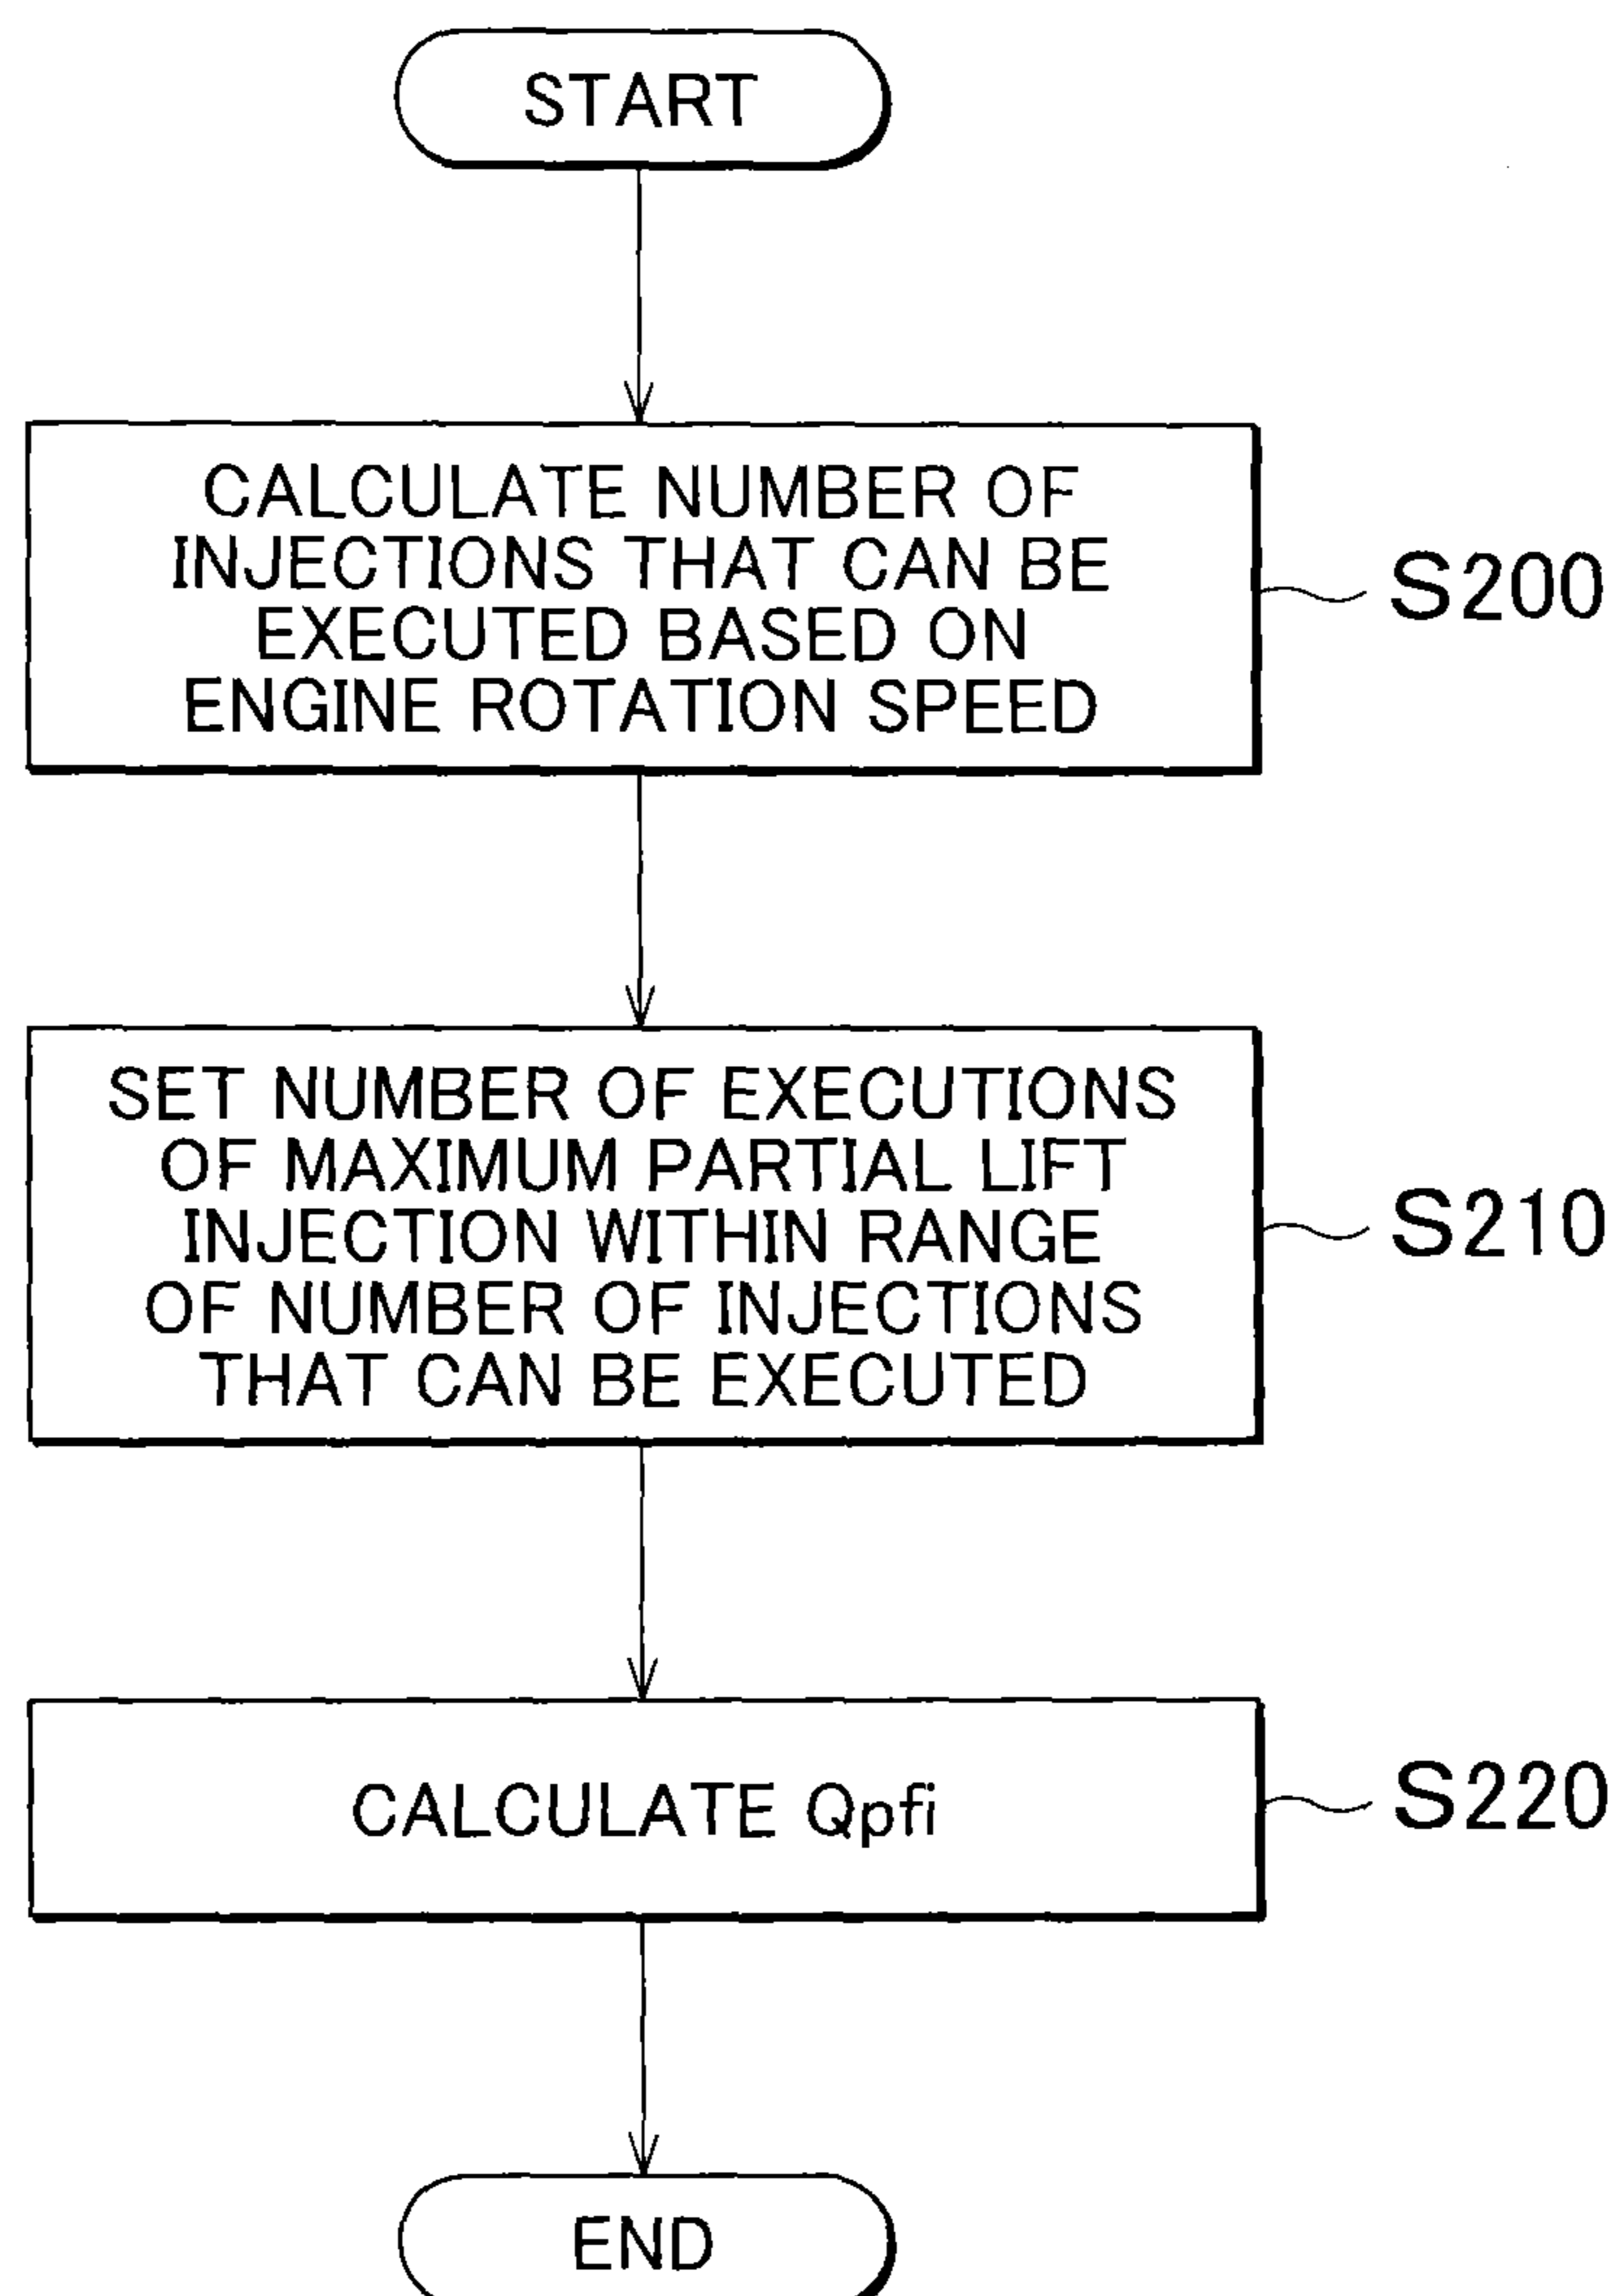 START
CALCULATE NUMBER OF
INJECTIONS THAT CAN BE
EXECUTED BASED ON
ENGINE ROTATION SPEED
S200
SET NUMBER OF EXECUTIONS
OF MAXIMUM PARTIAL LIFT
INJECTION WITHIN RANGE
OF NUMBER OF INJECTIONS
THAT CAN BE EXECUTED
S210
CALCULATE Qpfi
S220
END